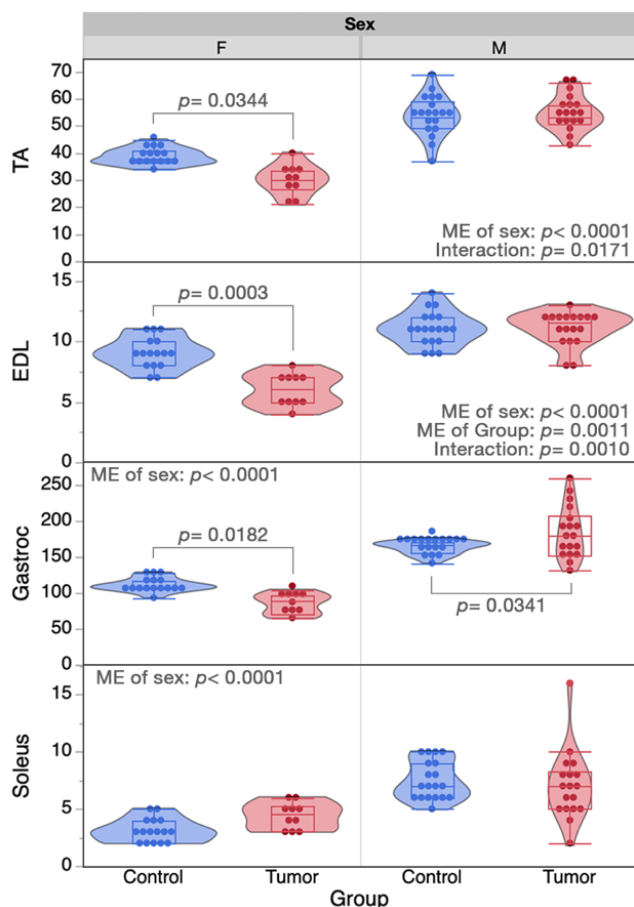 Sex
F M
TA
70
60
50
40
30
20
10
0
p= 0.0344
ME of sex: p< 0.0001
Interaction: p= 0.0171
EDL
15
10
5
0
p= 0.0003
ME of sex: p< 0.0001
ME of Group: p= 0.0011
Interaction: p= 0.0010
Gastroc
250
200
150
100
50
0
ME of sex: p< 0.0001
p= 0.0182
p= 0.0341
Soleus
15
10
5
0
ME of sex: p< 0.0001
Control Tumor Control Tumor
Group